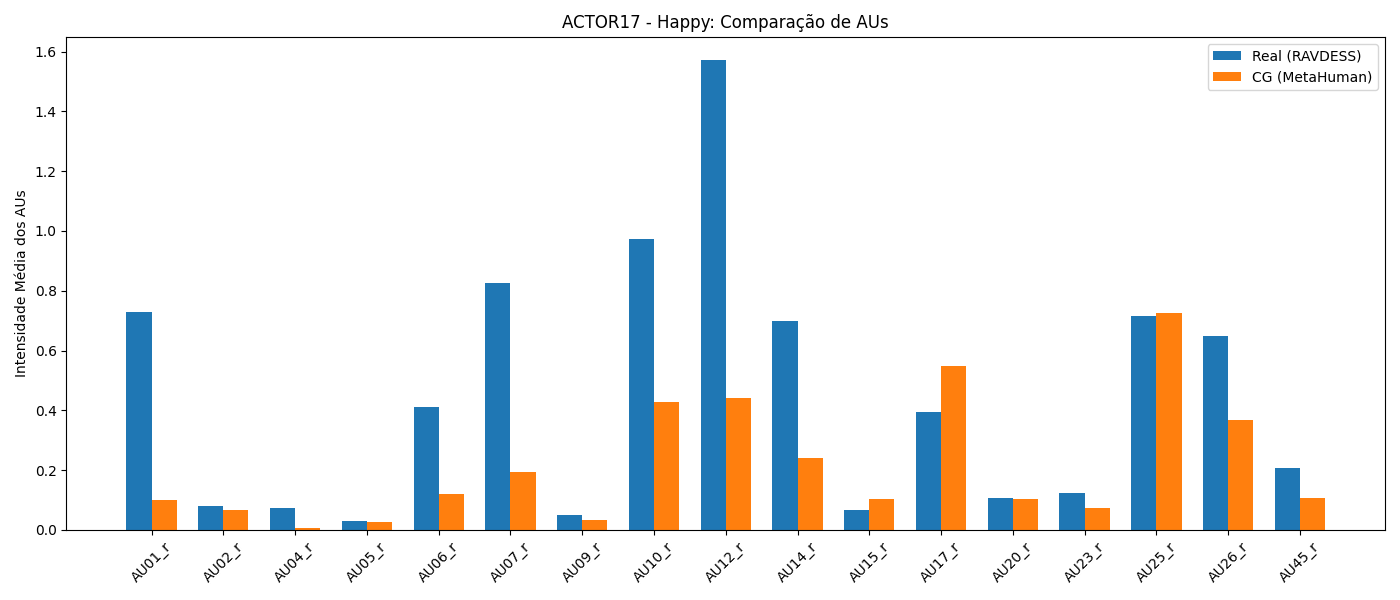 ACTOR17 - Happy: Comparação de AUs
Real (RAVDESS)
CG (MetaHuman)
Intensidade Média dos AUs
1.6
1.4
1.2
1.0
0.8
0.6
0.4
0.2
0.0
AU01_r
AU02_r
AU04_r
AU05_r
AU06_r
AU07_r
AU09_r
AU10_r
AU12_r
AU14_r
AU15_r
AU17_r
AU20_r
AU23_r
AU25_r
AU26_r
AU45_r